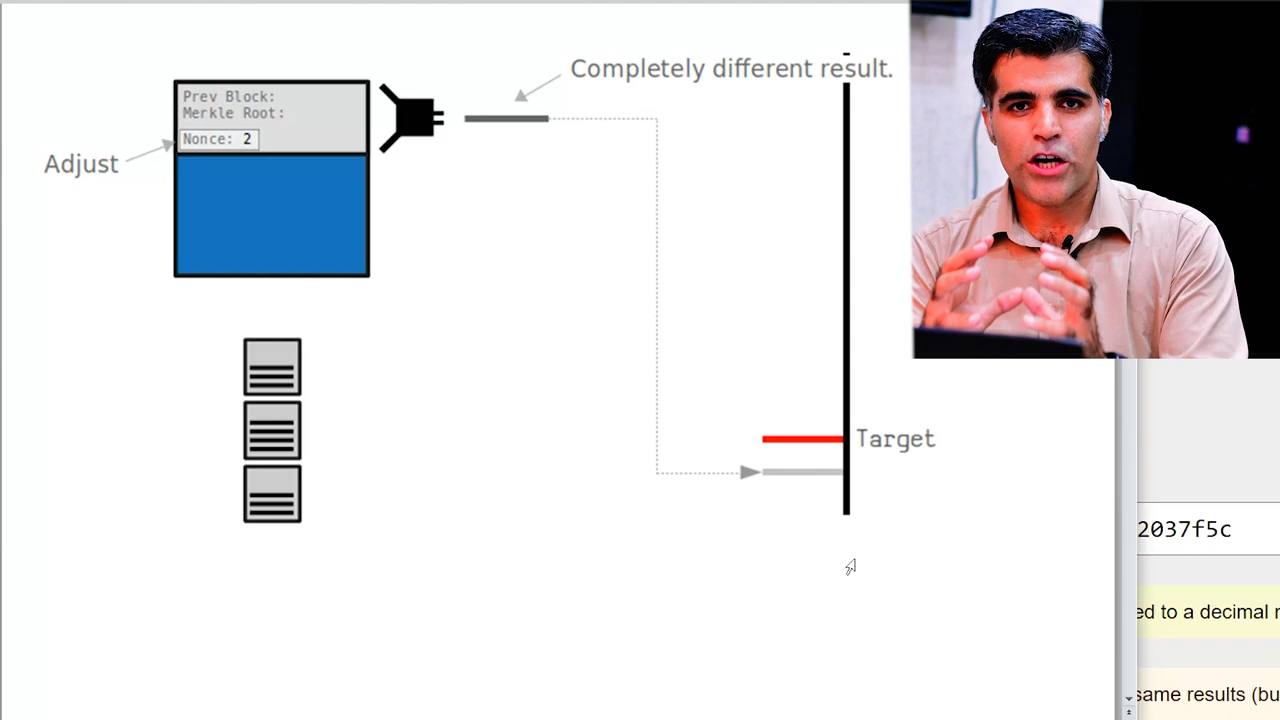 Completely different result.
Prev Block:
Merkle Root:
Nonce: 2
Adjust
Target
2037f5c
ed to a decimal
same results (bu